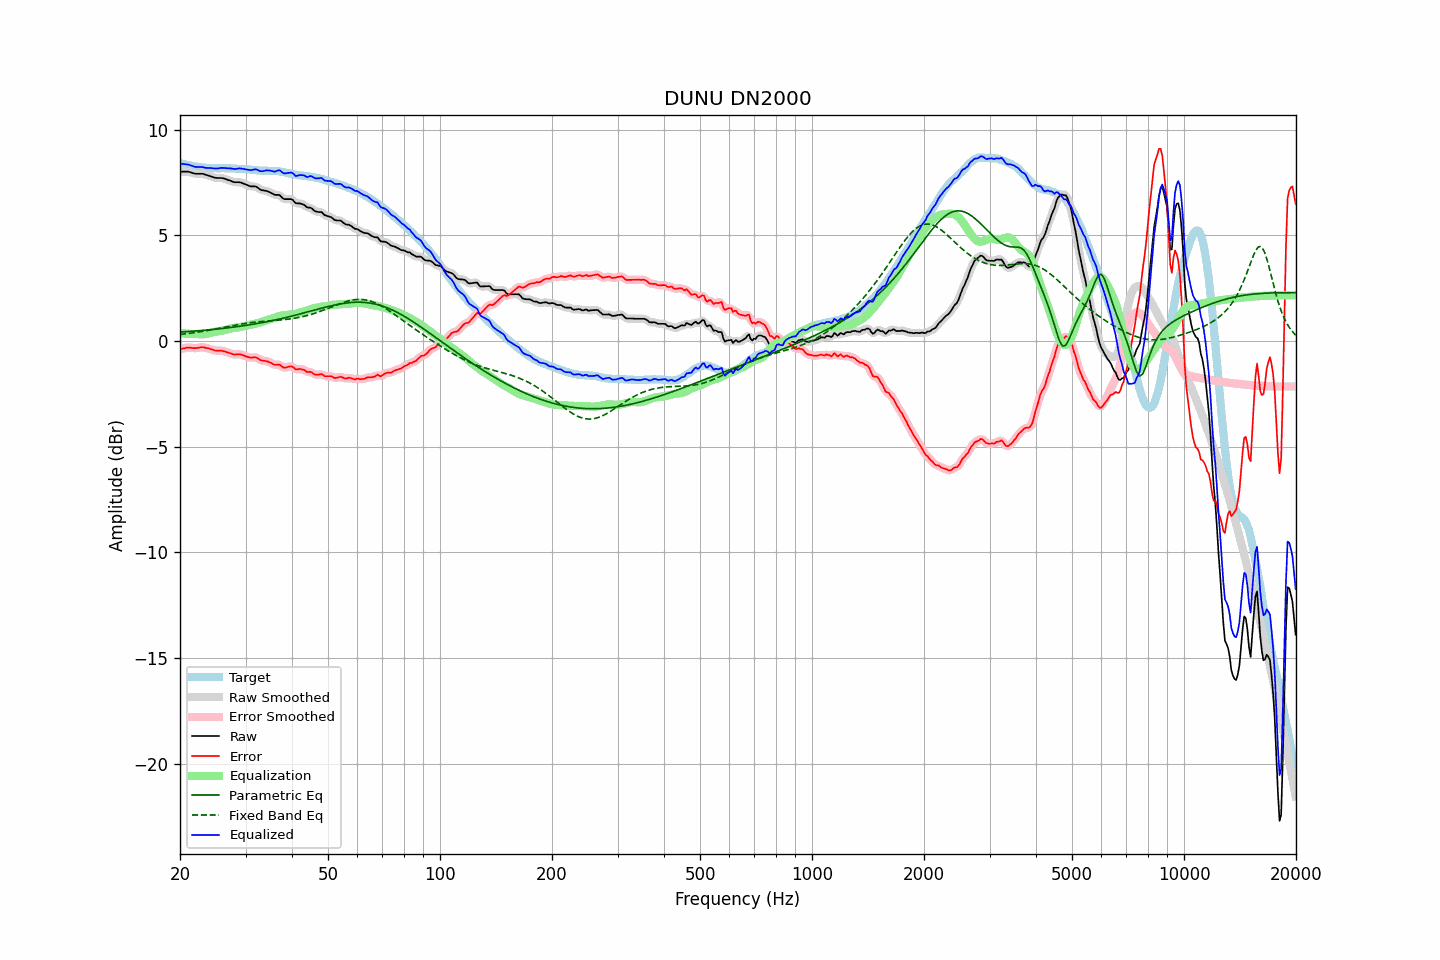 DUNU DN2000
10
5
0
−5
−10
−15
−20
Amplitude (dBr)
Target
Raw Smoothed
Error Smoothed
Raw
Error
Equalization
Parametric Eq
Fixed Band Eq
Equalized
20 50 100 200 500 1000 2000 5000 10000 20000
Frequency (Hz)